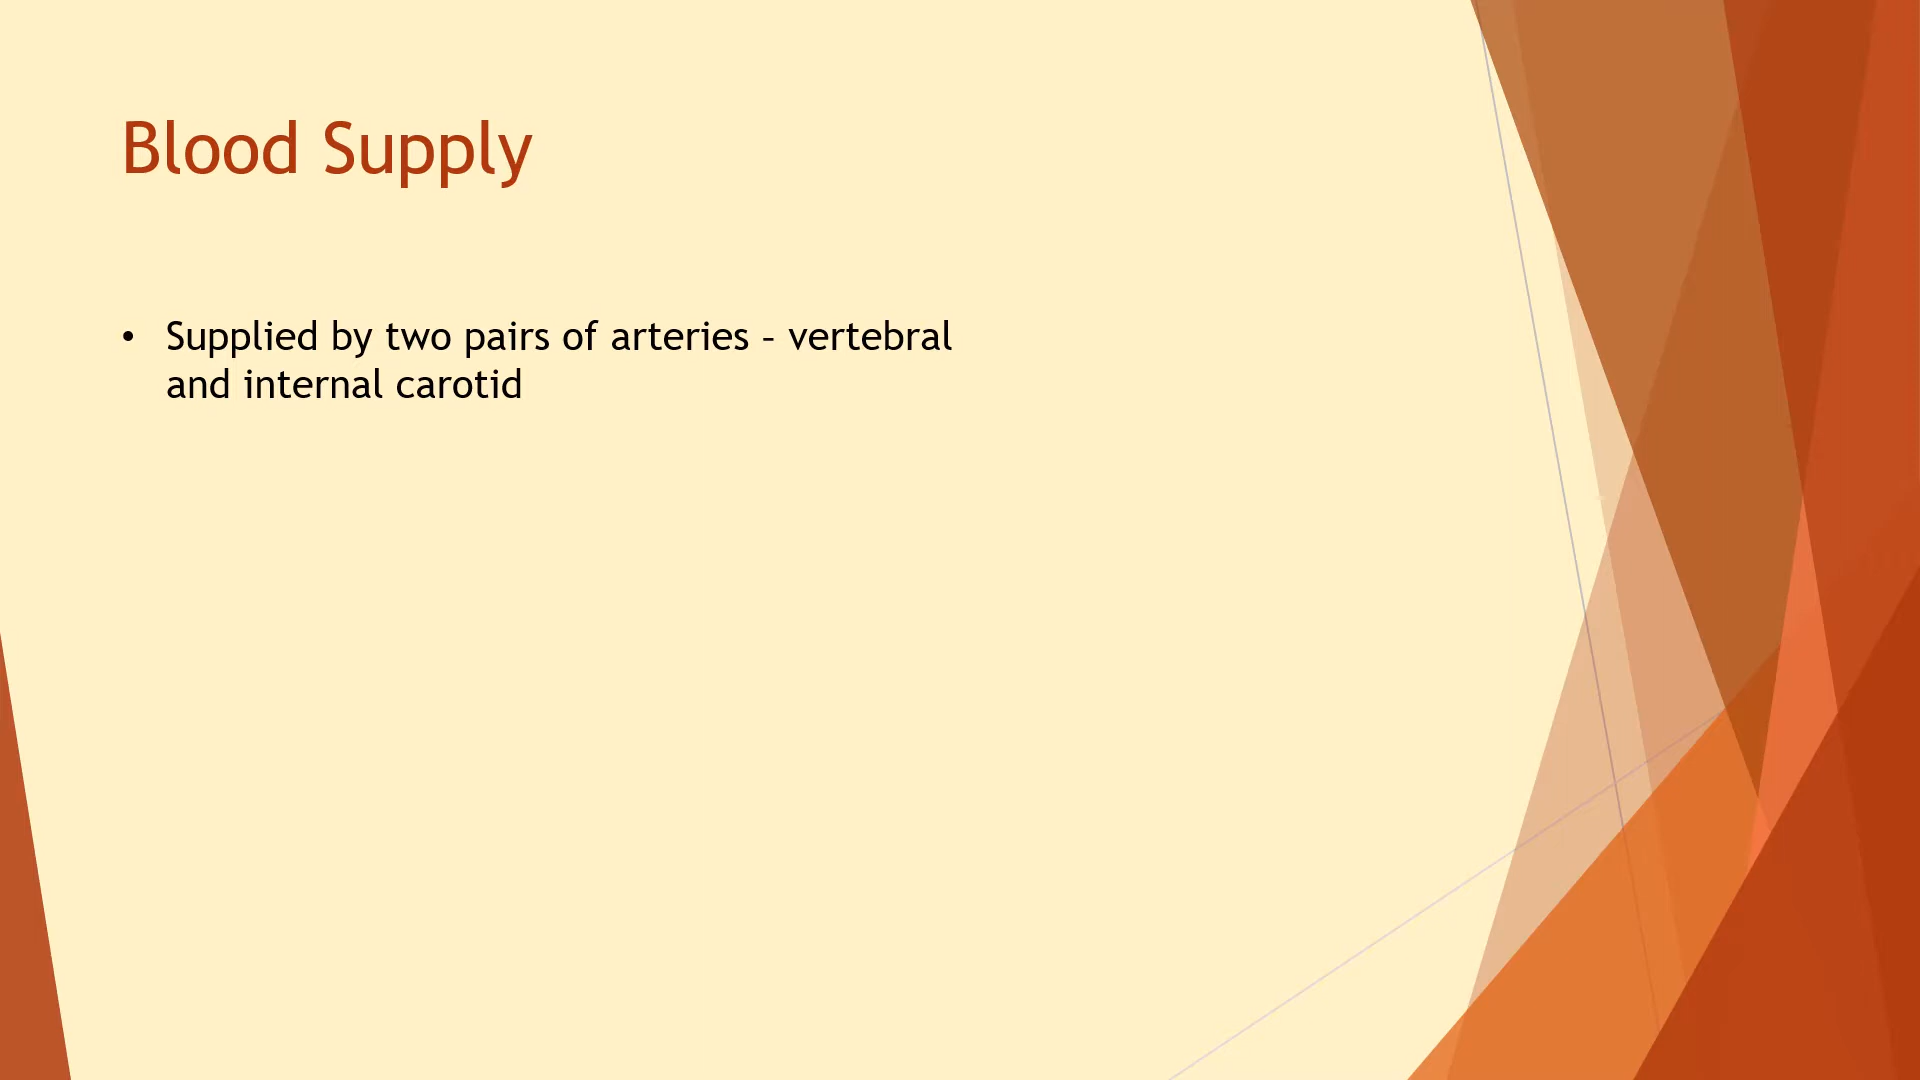 Blood Supply
• Supplied by two pairs of arteries – vertebral
and internal carotid